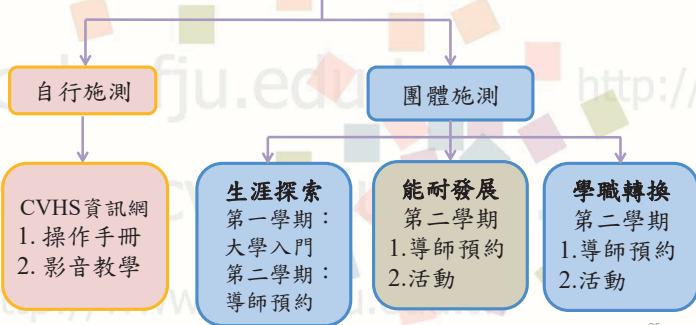 自行施測
團體施測
CVHS資訊網
1. 操作手冊
2. 影音教學
生涯探索
第一學期：
大學入門
第二學期：
導師預約
能耐發展
第二學期
1.導師預約
2.活動
學職轉換
第二學期
1.導師預約
2.活動
fju.edu
http://